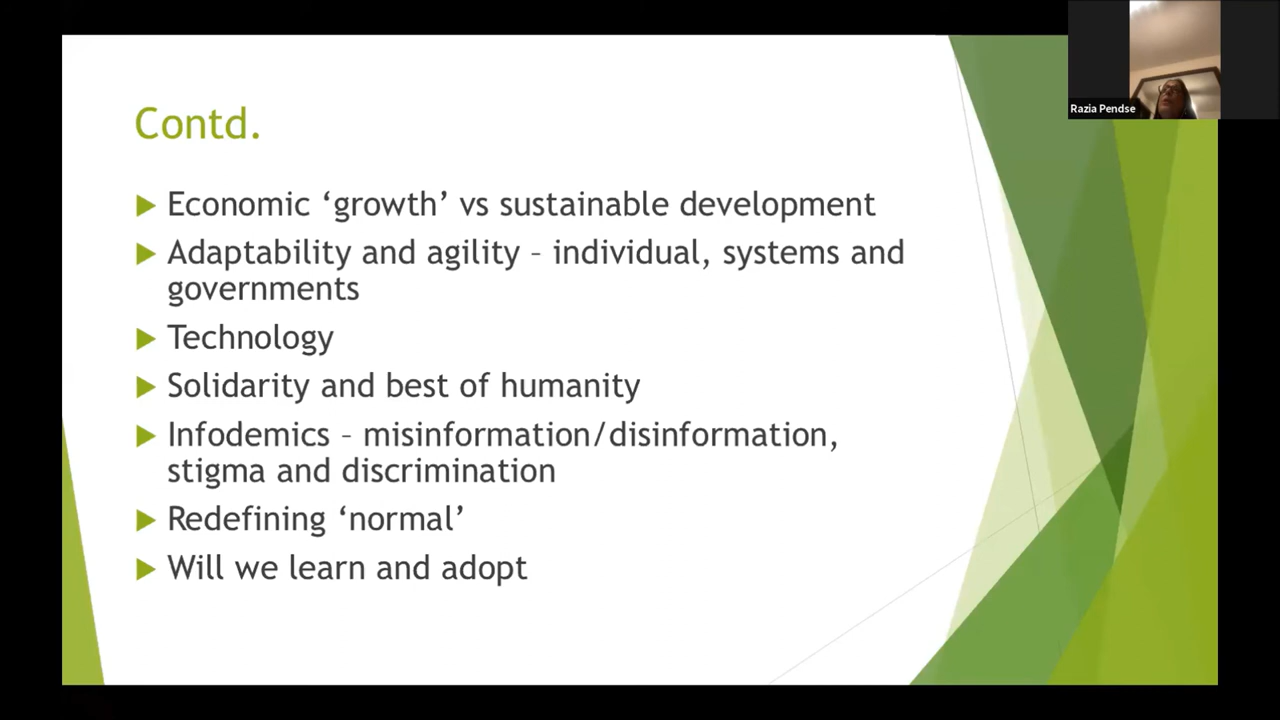 Contd.
Economic ‘growth’ vs sustainable development
Adaptability and agility – individual, systems and
governments
Technology
Solidarity and best of humanity
Infodemics – misinformation/disinformation,
stigma and discrimination
Redefining ‘normal’
Will we learn and adopt
Razia Pendse